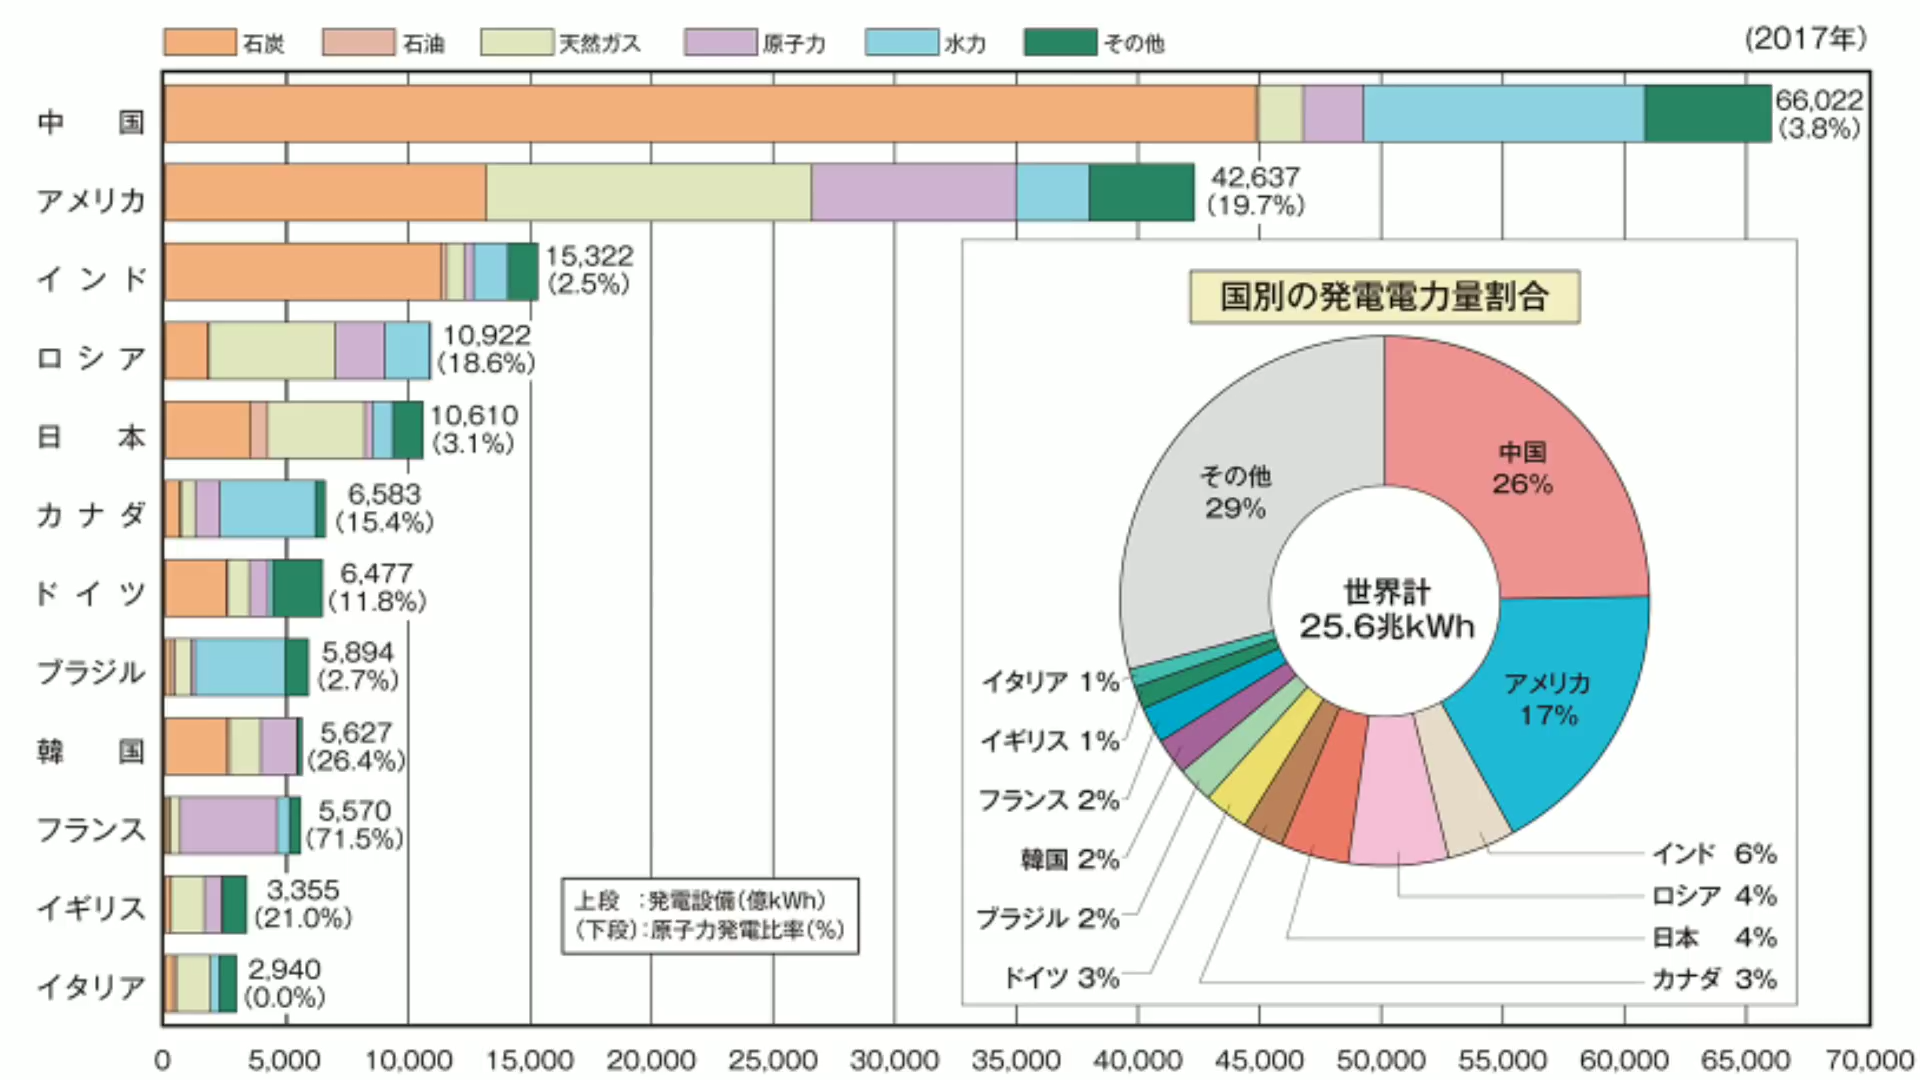 石炭 石油 天然ガス 原子力 水力 その他
(2017年)
中国
66,022
(3.8%)
アメリカ
42,637
(19.7%)
インド
15,322
(2.5%)
ロシア
10,922
(18.6%)
日本
10,610
(3.1%)
カナダ
6,583
(15.4%)
ドイツ
6,477
(11.8%)
ブラジル
5,894
(2.7%)
韓国
5,627
(26.4%)
フランス
5,570
(71.5%)
イギリス
3,355
(21.0%)
イタリア
2,940
(0.0%)
上段 :発電設備(億kWh)
(下段):原子力発電比率(%)
0 5,000 10,000 15,000 20,000 25,000 30,000 35,000 40,000 45,000 50,000 55,000 60,000 65,000 70,000
国別の発電電力量割合
世界計
25.6兆kWh
中国
26%
アメリカ
17%
インド 6%
ロシア 4%
日本 4%
カナダ 3%
ドイツ 3%
ブラジル 2%
韓国 2%
フランス 2%
イギリス 1%
イタリア 1%
その他
29%